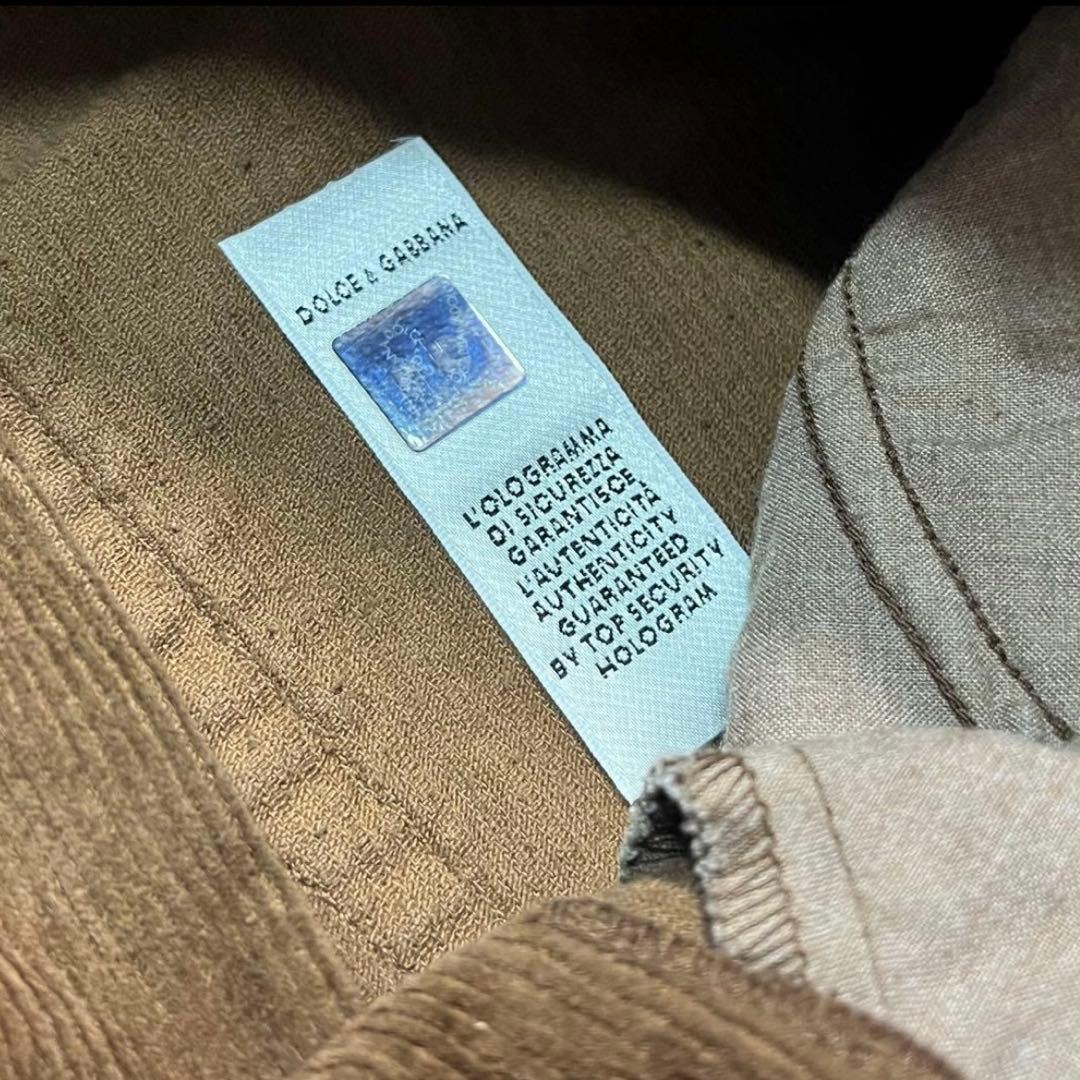 DOLCE & GABBANA
L'OLOGRAMMA
DI SICUREZZA
GARANTISCE
L'AUTENTICITÀ
AUTHENTICITY
GUARANTEED
BY TOP SECURITY
HOLOGRAM